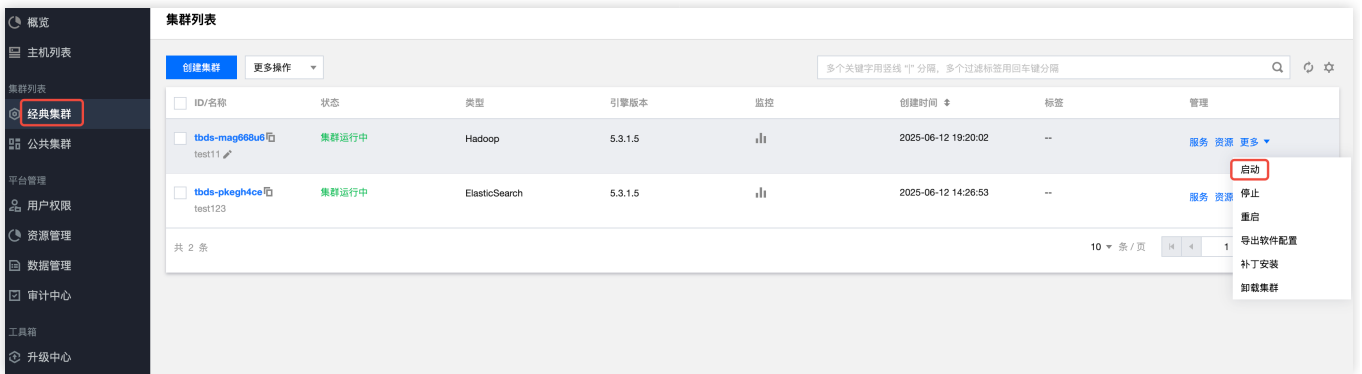 概览
主机列表
集群列表
经典集群
公共集群
平台管理
用户权限
资源管理
数据管理
审计中心
工具箱
升级中心
集群列表
创建集群 更多操作
多个关键字用竖线 "|" 分隔，多个过滤标签用回车键分隔
ID/名称 状态 类型 引擎版本 监控 创建时间 标签 管理
tbds-mag668u6 集群运行中 Hadoop 5.3.1.5 2025-06-12 19:20:02 -- 服务 资源 更多
test11
tbds-pkegh4ce 集群运行中 ElasticSearch 5.3.1.5 2025-06-12 14:26:53 -- 服务 资源
test123
共 2 条 10 条 / 页 1
启动
停止
重启
导出软件配置
补丁安装
卸载集群